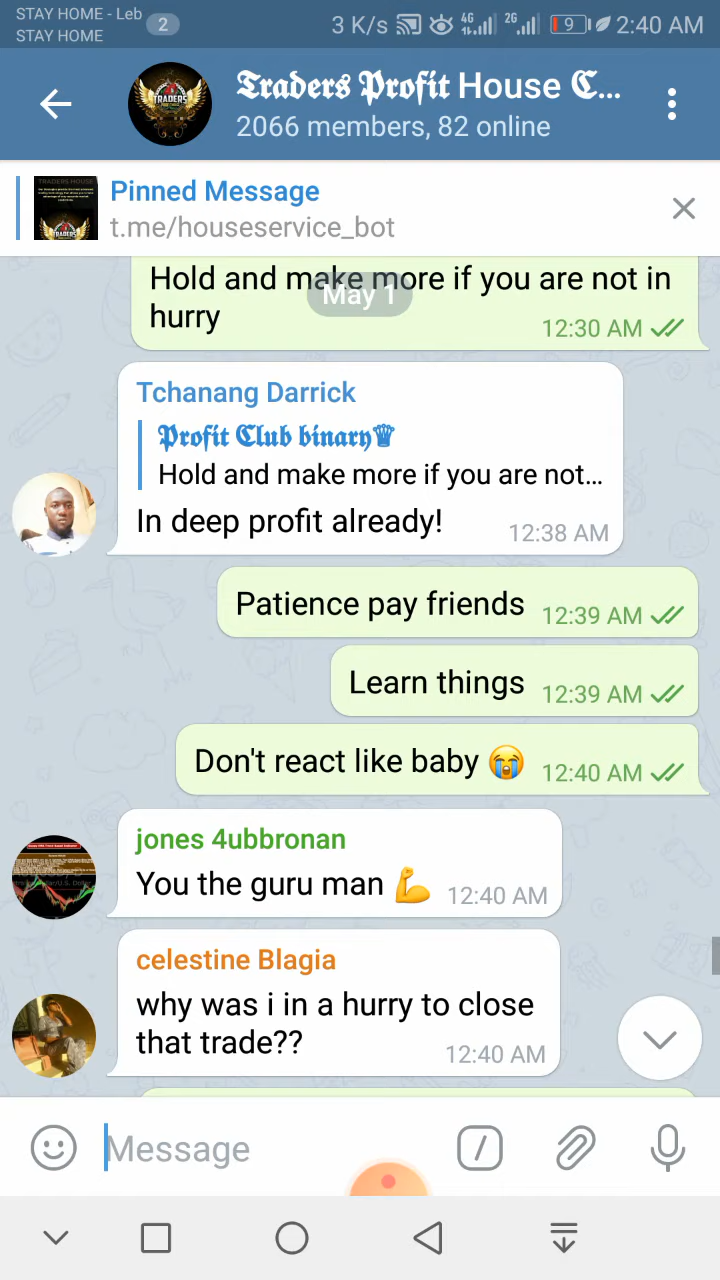 STAY HOME - Leb
STAY HOME
2
3 K/s
4G
2G
9
2:40 AM
𝕿𝖗𝖆𝖉𝖊𝖗𝖘 𝕻𝖗𝖔𝖋𝖎𝖙 House 𝕮...
2066 members, 82 online
TRADERS
Pinned Message
t.me/houseservice_bot
TRADERS HOUSE
May 1
Hold and make more if you are not in
hurry
12:30 AM
Tchanang Darrick
𝕻𝖗𝖔𝖋𝖎𝖙 𝕮𝖑𝖚𝖇 𝖇𝖎𝖓𝖆𝖗𝖞♛
Hold and make more if you are not...
In deep profit already!
12:38 AM
Patience pay friends
12:39 AM
Learn things
12:39 AM
Don't react like baby 😭
12:40 AM
jones 4ubbronan
You the guru man 💪
12:40 AM
celestine Blagia
why was i in a hurry to close
that trade??
12:40 AM
Message